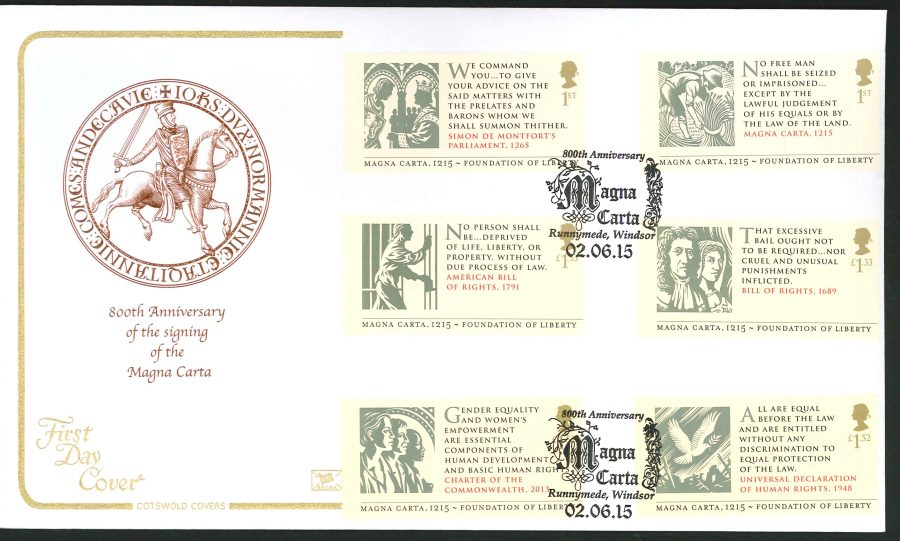 ✠IOħS·DVX·NORMANNIE·ETAQITANNIE·COMES·ANDECAVIE
800th Anniversary
of the signing
of the
Magna Carta
First
Day
Cover
COTSWOLD COVERS
WE COMMAND
YOU...TO GIVE
YOUR ADVICE ON THE
SAID MATTERS WITH
THE PRELATES AND
BARONS WHOM WE
SHALL SUMMON THITHER.
SIMON DE MONTFORT'S
PARLIAMENT, 1265
1ST
MAGNA CARTA, 1215 ~ FOUNDATION OF LIBERTY
NO FREE MAN
SHALL BE SEIZED
OR IMPRISONED...
EXCEPT BY THE
LAWFUL JUDGEMENT
OF HIS EQUALS OR BY
THE LAW OF THE LAND.
MAGNA CARTA, 1215
1ST
MAGNA CARTA, 1215 ~ FOUNDATION OF LIBERTY
800th Anniversary
Magna
Carta
Runnymede, Windsor
02.06.15
NO PERSON SHALL
BE...DEPRIVED
OF LIFE, LIBERTY, OR
PROPERTY, WITHOUT
DUE PROCESS OF LAW.
AMERICAN BILL
OF RIGHTS, 1791
MAGNA CARTA, 1215 ~ FOUNDATION OF LIBERTY
THAT EXCESSIVE
BAIL OUGHT NOT
TO BE REQUIRED...NOR
CRUEL AND UNUSUAL
PUNISHMENTS
INFLICTED.
BILL OF RIGHTS, 1689
£1.33
MAGNA CARTA, 1215 ~ FOUNDATION OF LIBERTY
GENDER EQUALITY
AND WOMEN'S
EMPOWERMENT
ARE ESSENTIAL
COMPONENTS OF
HUMAN DEVELOPMENT
AND BASIC HUMAN RIGH
CHARTER OF THE
COMMONWEALTH, 2013
MAGNA CARTA, 1215 ~ FOUNDATION OF LIBERTY
ALL ARE EQUAL
BEFORE THE LAW
AND ARE ENTITLED
WITHOUT ANY
DISCRIMINATION TO
EQUAL PROTECTION
OF THE LAW.
UNIVERSAL DECLARATION
OF HUMAN RIGHTS, 1948
£1.52
MAGNA CARTA, 1215 ~ FOUNDATION OF LIBERTY
800th Anniversary
Magna
Carta
Runnymede, Windsor
02.06.15